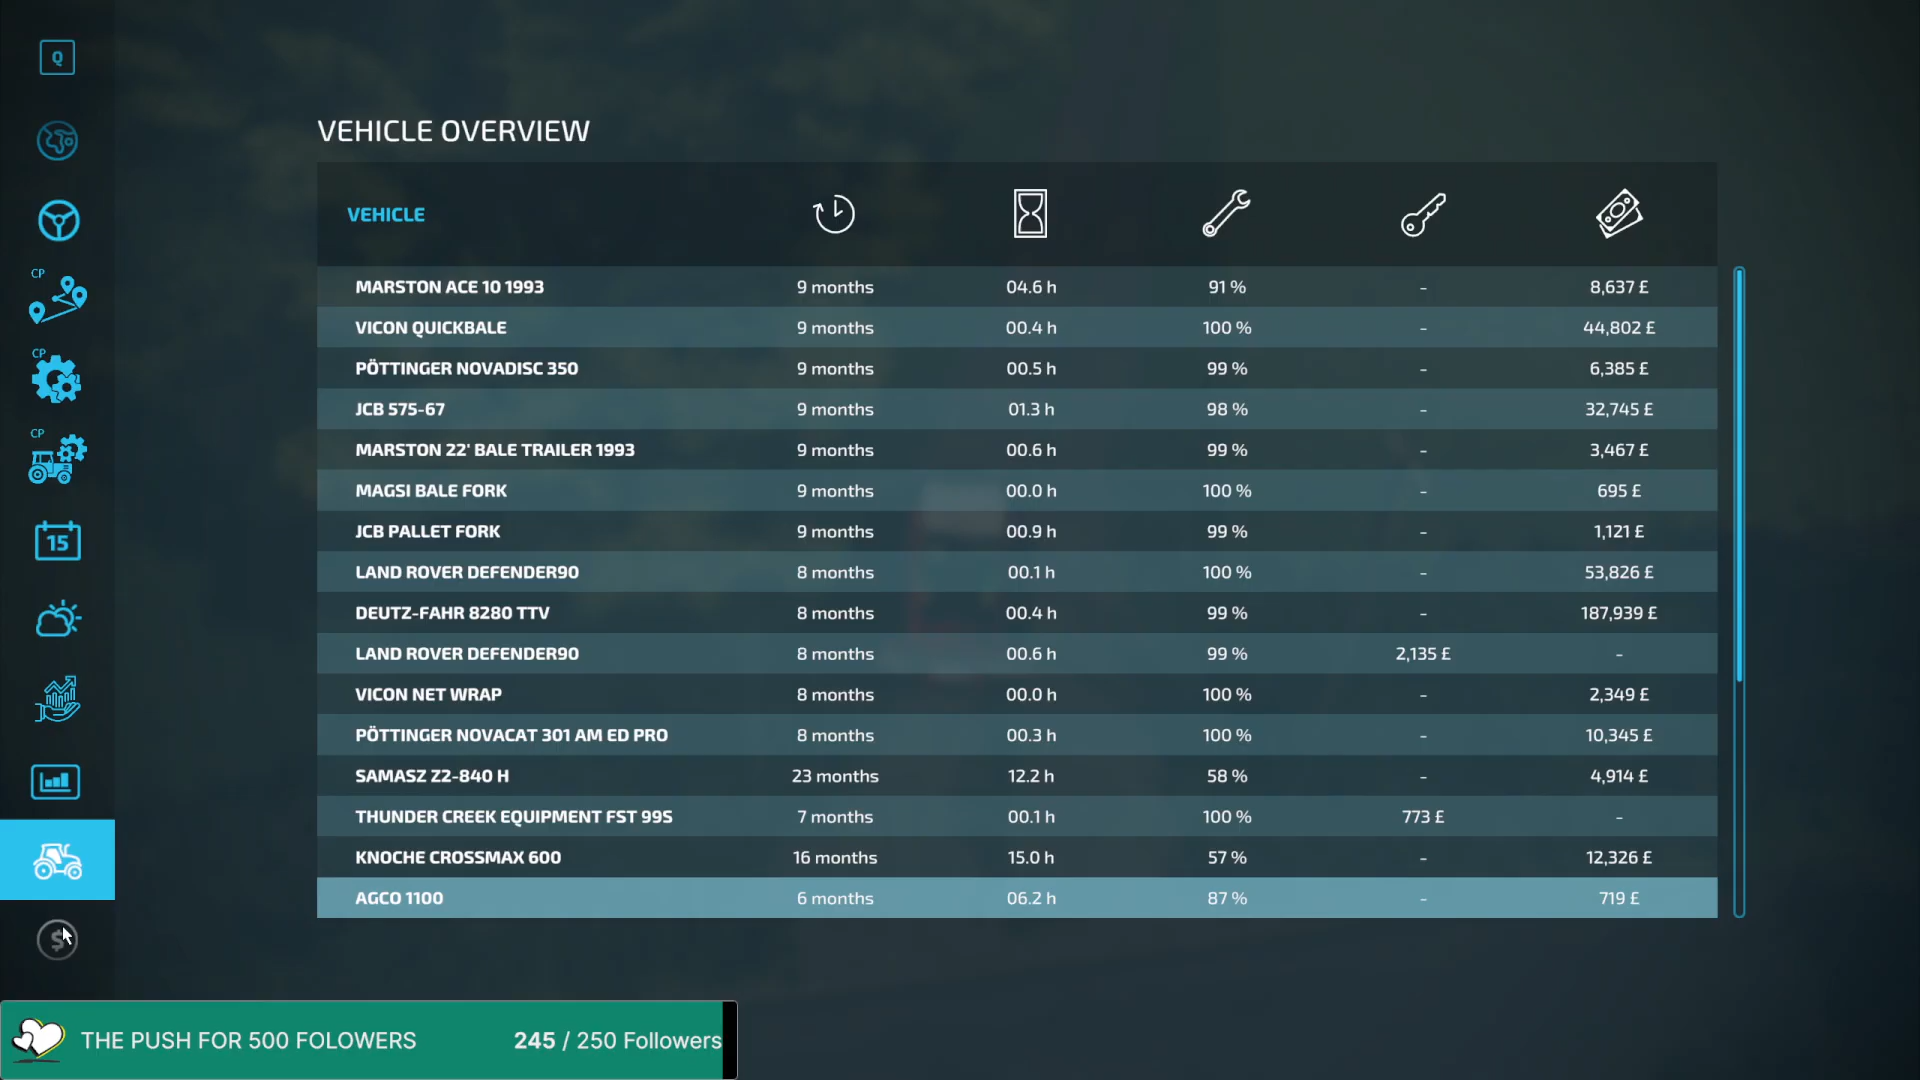 Q
CP
CP
CP
15
$
VEHICLE OVERVIEW
VEHICLE
MARSTON ACE 10 1993 9 months 04.6 h 91 % - 8,637 £
VICON QUICKBALE 9 months 00.4 h 100 % - 44,802 £
PÖTTINGER NOVADISC 350 9 months 00.5 h 99 % - 6,385 £
JCB 575-67 9 months 01.3 h 98 % - 32,745 £
MARSTON 22' BALE TRAILER 1993 9 months 00.6 h 99 % - 3,467 £
MAGSI BALE FORK 9 months 00.0 h 100 % - 695 £
JCB PALLET FORK 9 months 00.9 h 99 % - 1,121 £
LAND ROVER DEFENDER90 8 months 00.1 h 100 % - 53,826 £
DEUTZ-FAHR 8280 TTV 8 months 00.4 h 99 % - 187,939 £
LAND ROVER DEFENDER90 8 months 00.6 h 99 % 2,135 £ -
VICON NET WRAP 8 months 00.0 h 100 % - 2,349 £
PÖTTINGER NOVACAT 301 AM ED PRO 8 months 00.3 h 100 % - 10,345 £
SAMASZ Z2-840 H 23 months 12.2 h 58 % - 4,914 £
THUNDER CREEK EQUIPMENT FST 99S 7 months 00.1 h 100 % 773 £ -
KNOCHE CROSSMAX 600 16 months 15.0 h 57 % - 12,326 £
AGCO 1100 6 months 06.2 h 87 % - 719 £
THE PUSH FOR 500 FOLOWERS 245 / 250 Followers